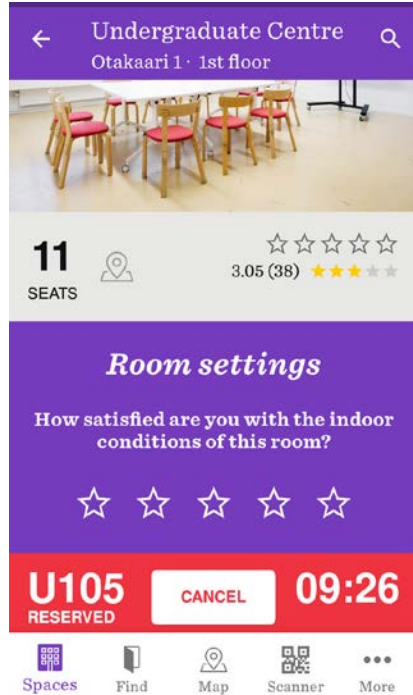 Undergraduate Centre
Otakaari 1 · 1st floor
11
SEATS
3.05 (38)
Room settings
How satisfied are you with the indoor
conditions of this room?
U105
RESERVED
CANCEL
09:26
Spaces
Find
Map
Scanner
More